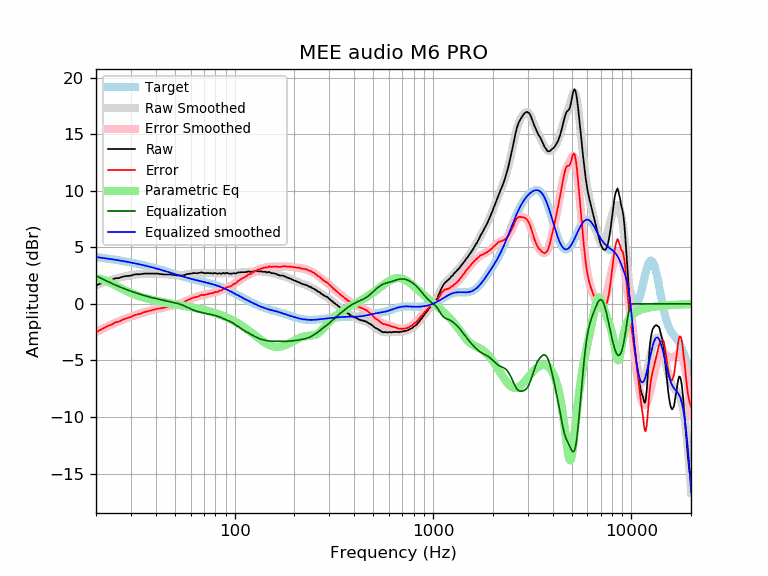 MEE audio M6 PRO
Amplitude (dBr)
20
15
10
5
0
−5
−10
−15
Target
Raw Smoothed
Error Smoothed
Raw
Error
Parametric Eq
Equalization
Equalized smoothed
100
1000
10000
Frequency (Hz)